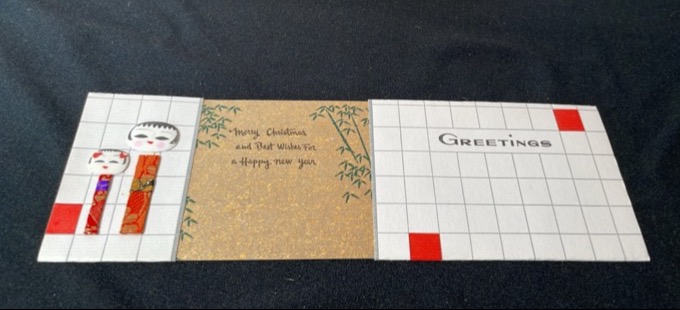 Merry Christmas
and Best Wishes For
a Happy New Year
GREETINGS